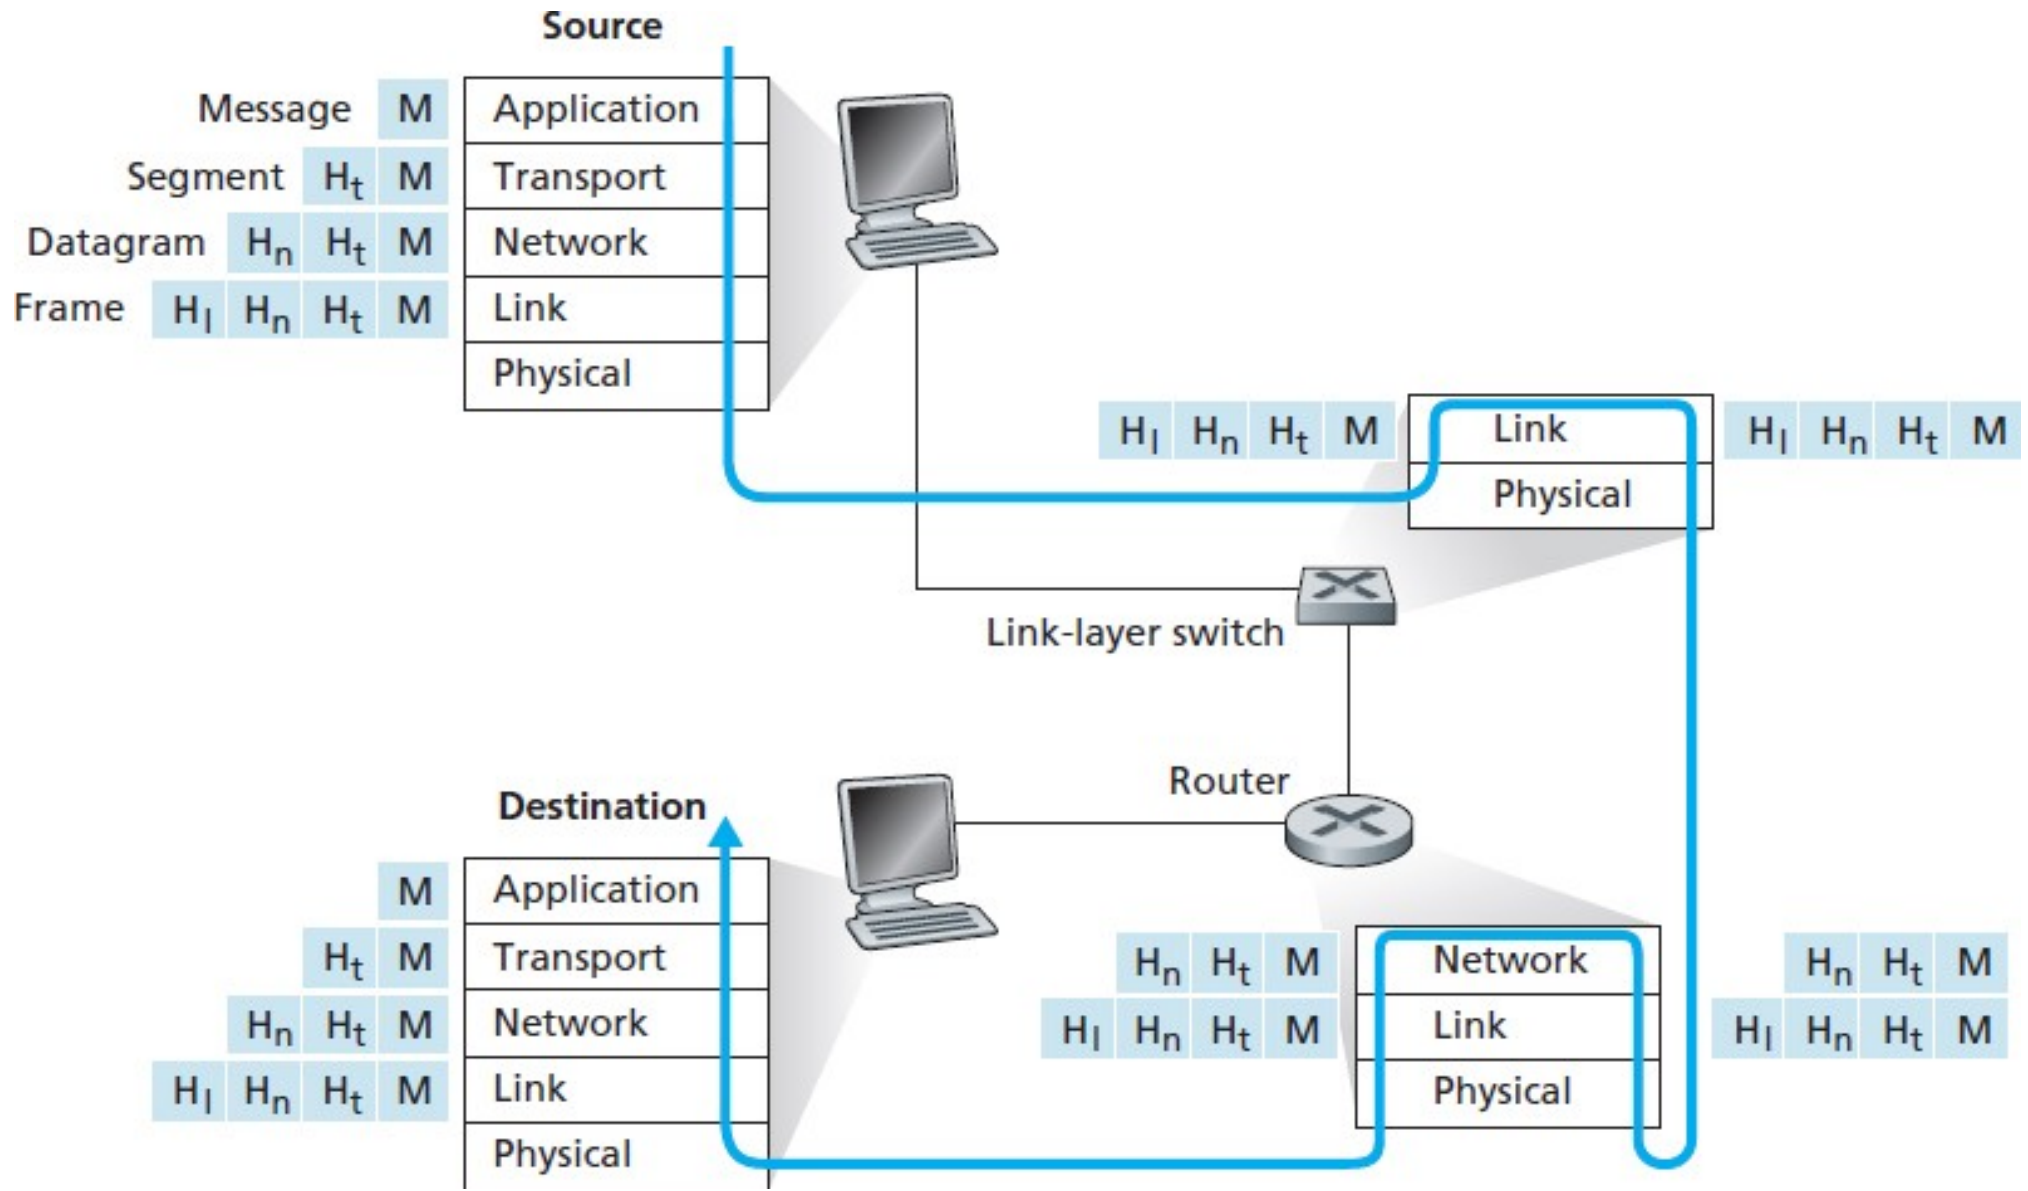 Source
Message M Application
Segment Ht M Transport
Datagram Hn Ht M Network
Frame Hl Hn Ht M Link
Physical
Hl Hn Ht M Link Hl Hn Ht M
Physical
Link-layer switch
Router
Destination
M Application
Ht M Transport
Hn Ht M Network
Hl Hn Ht M Link
Physical
Hn Ht M Network Hn Ht M
Hl Hn Ht M Link Hl Hn Ht M
Physical